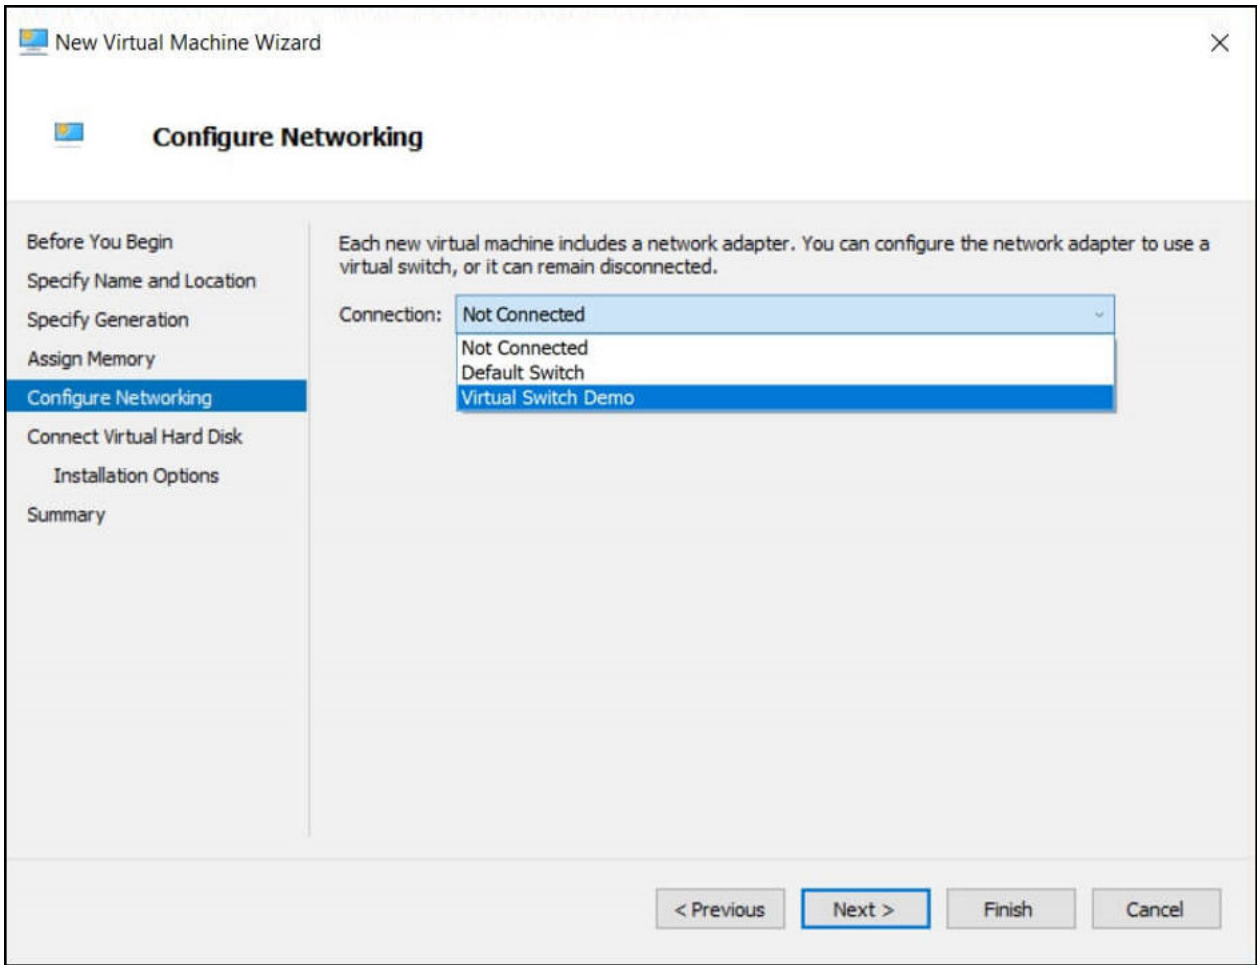 New Virtual Machine Wizard
Configure Networking
Before You Begin
Specify Name and Location
Specify Generation
Assign Memory
Configure Networking
Connect Virtual Hard Disk
Installation Options
Summary
Each new virtual machine includes a network adapter. You can configure the network adapter to use a
virtual switch, or it can remain disconnected.
Connection: Not Connected
Not Connected
Default Switch
Virtual Switch Demo
< Previous Next > Finish Cancel